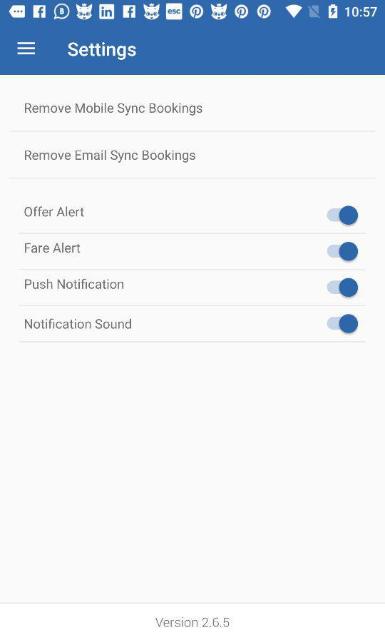 esc 10:57
Settings
Remove Mobile Sync Bookings
Remove Email Sync Bookings
Offer Alert
Fare Alert
Push Notification
Notification Sound
Version 2.6.5